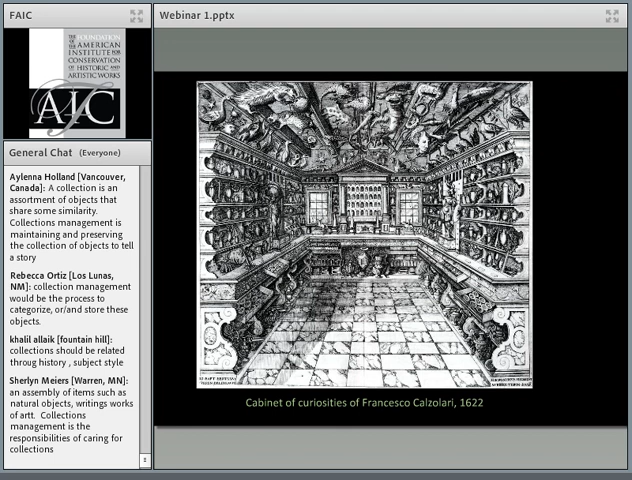 FAIC
THE FOUNDATION
OF THE AMERICAN
INSTITUTE FOR
CONSERVATION
OF HISTORIC AND
ARTISTIC WORKS
AIC
General Chat (Everyone)
Aylenna Holland [Vancouver,
Canada]: A collection is an
assortment of objects that
share some similarity.
Collections management is
maintaining and preserving
the collection of objects to tell
a story
Rebecca Ortiz [Los Lunas,
NM]: collection management
would be the process to
categorize, or/and store these
objects.
khalil allaik [fountain hill]:
collections should be related
throug history , subject style
Sherlyn Meiers [Warren, MN]:
an assembly of items such as
natural objects, writings works
of artt. Collections
management is the
responsibilities of caring for
collections
Webinar 1.pptx
Cabinet of curiosities of Francesco Calzolari, 1622